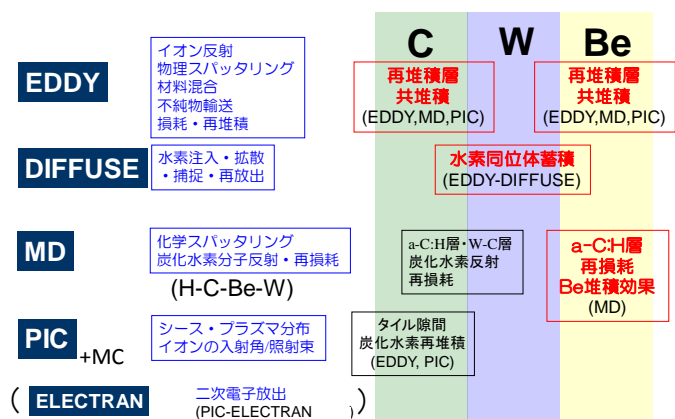 C W Be
EDDY
イオン反射
物理スパッタリング
材料混合
不純物輸送
損耗・再堆積
再堆積層
共堆積
(EDDY,MD,PIC)
再堆積層
共堆積
(EDDY,MD,PIC)
DIFFUSE
水素注入・拡散
・捕捉・再放出
水素同位体蓄積
(EDDY-DIFFUSE)
MD
化学スパッタリング
炭化水素分子反射・再損耗
(H-C-Be-W)
a-C:H層・W-C層
炭化水素反射
再損耗
a-C:H層
再損耗
Be堆積効果
(MD)
PIC +MC
シース・プラズマ分布
イオンの入射角/照射束
タイル隙間
炭化水素再堆積
(EDDY, PIC)
( ELECTRAN
二次電子放出
(PIC-ELECTRAN ) )